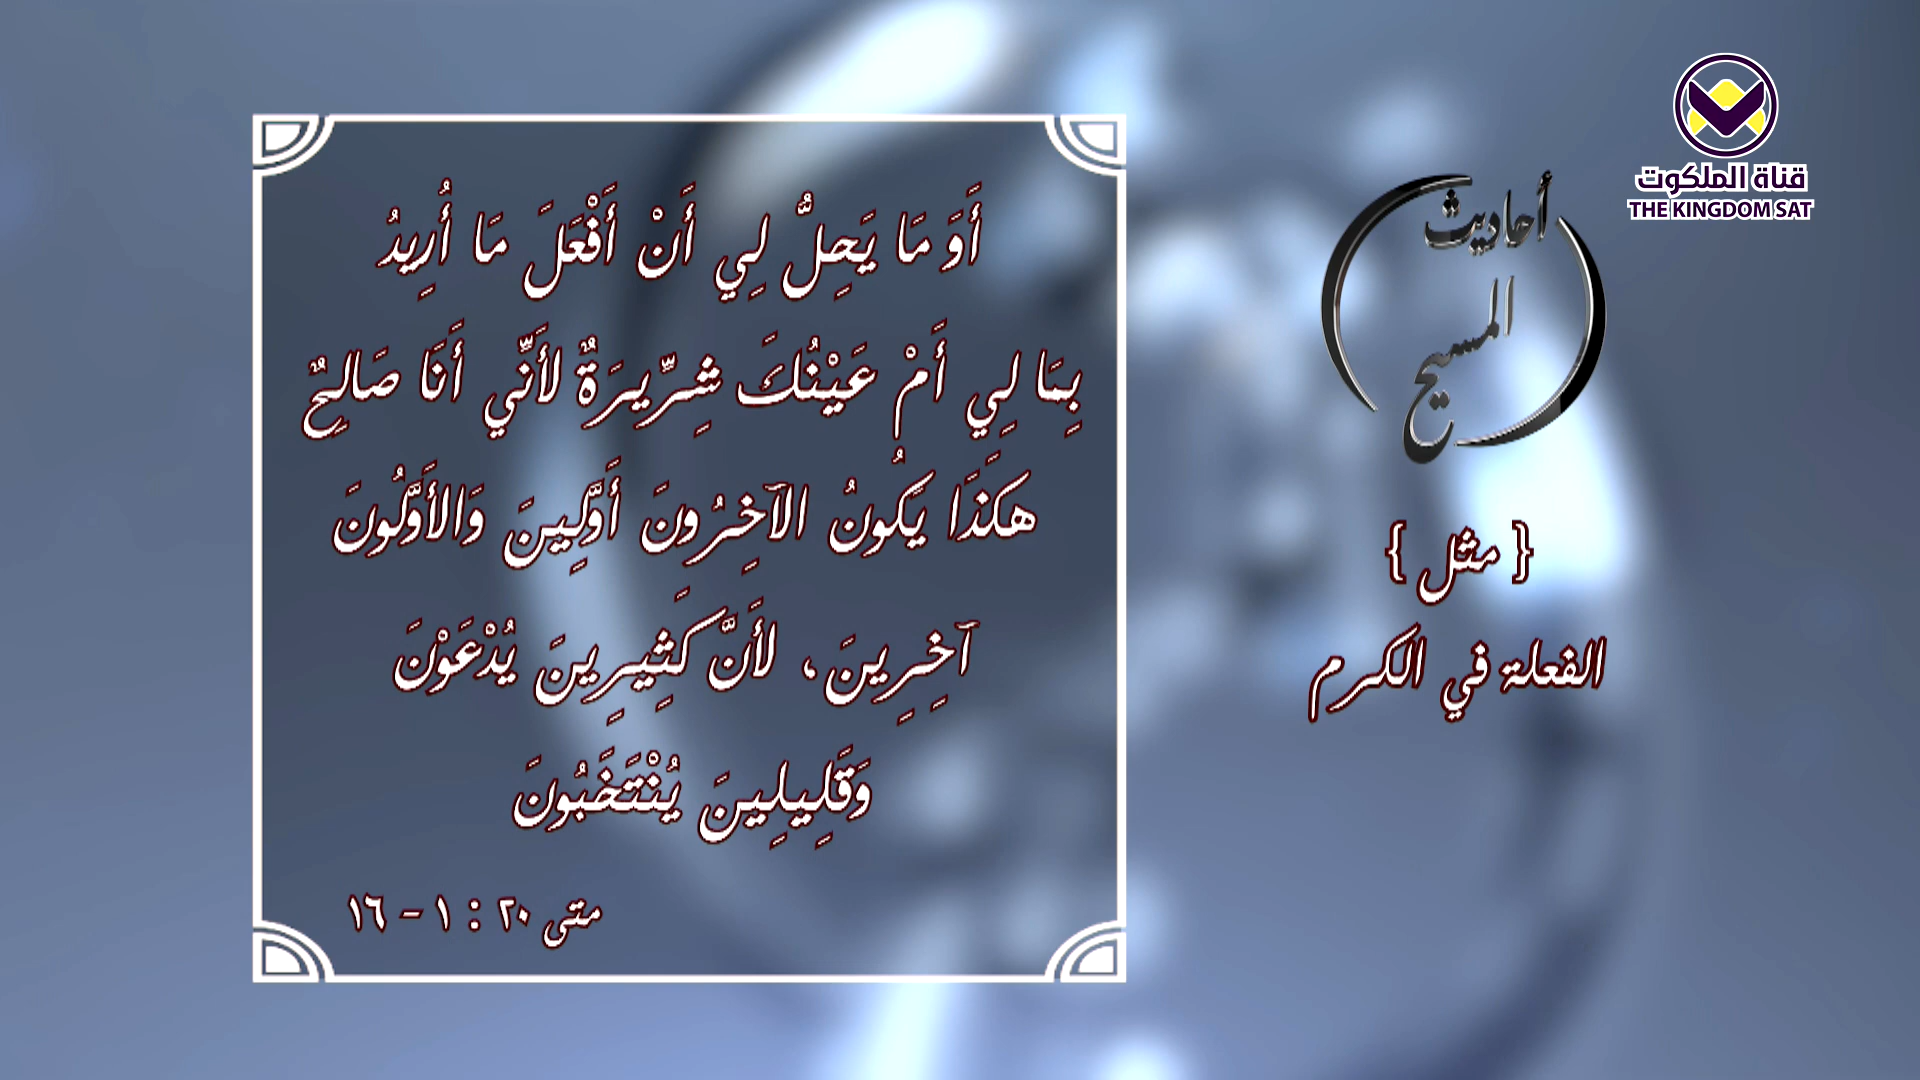 قناة الملكوت
THE KINGDOM SAT
أحاديث
المسيح
{ مثل }
الفعلة في الكرم
أَوَ مَا يَحِلُّ لِي أَنْ أَفْعَلَ مَا أُرِيدُ
بِمَا لِي أَمْ عَيْنُكَ شِرِّيرَةٌ لأَنِّي أَنَا صَالِحٌ
هكَذَا يَكُونُ الآخِرُونَ أَوَّلِينَ وَالأَوَّلُونَ
آخِرِينَ، لأَنَّ كَثِيرِينَ يُدْعَوْنَ
وَقَلِيلِينَ يُنْتَخَبُونَ
متى ٢٠ : ١ - ١٦